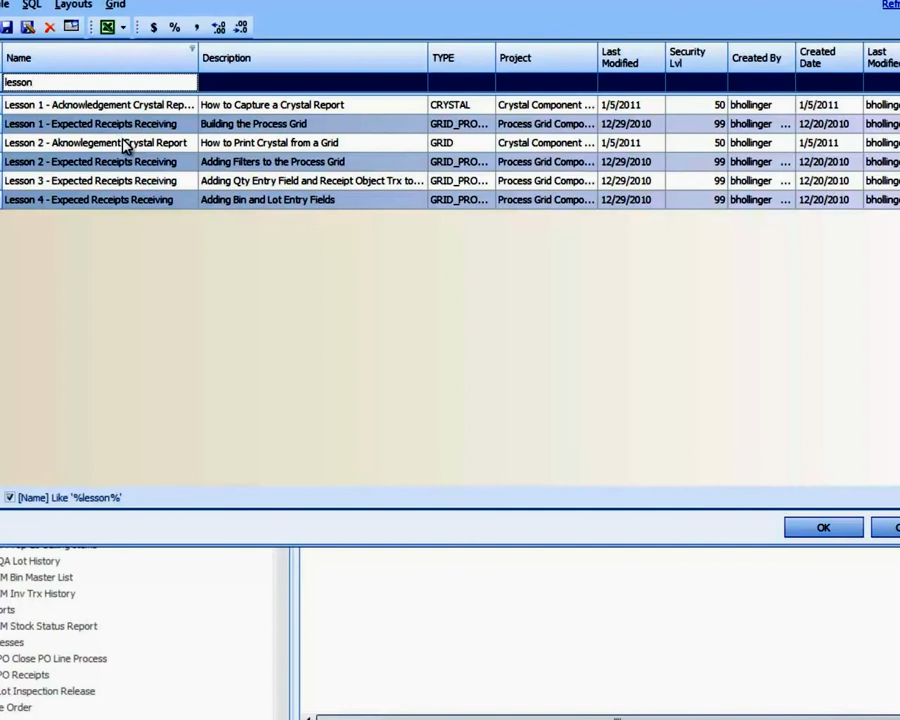 le SQL Layouts Grid Ref
$ % ,
Name Description TYPE Project Last Modified Security Lvl Created By Created Date Last Modifie
lesson
Lesson 1 - Acknowledgement Crystal Rep... How to Capture a Crystal Report CRYSTAL Crystal Component ... 1/5/2011 50 bhollinger 1/5/2011 bholling
Lesson 1 - Expected Receipts Receiving Building the Process Grid GRID_PRO... Process Grid Compo... 12/29/2010 99 bhollinger ... 12/20/2010 bholling
Lesson 2 - Aknowlegement Crystal Report How to Print Crystal from a Grid GRID Crystal Component ... 1/5/2011 50 bhollinger 1/5/2011 bholling
Lesson 2 - Expected Receipts Receiving Adding Filters to the Process Grid GRID_PRO... Process Grid Compo... 12/29/2010 99 bhollinger ... 12/20/2010 bholling
Lesson 3 - Expected Receipts Receiving Adding Qty Entry Field and Receipt Object Trx to... GRID_PRO... Process Grid Compo... 12/29/2010 99 bhollinger ... 12/20/2010 bholling
Lesson 4 - Expeced Receipts Receiving Adding Bin and Lot Entry Fields GRID_PRO... Process Grid Compo... 12/29/2010 99 bhollinger ... 12/20/2010 bholling
[Name] Like '%lesson%'
OK C
QA Lot History
M Bin Master List
M Inv Trx History
orts
M Stock Status Report
esses
PO Close PO Line Process
PO Receipts
ot Inspection Release
e Order